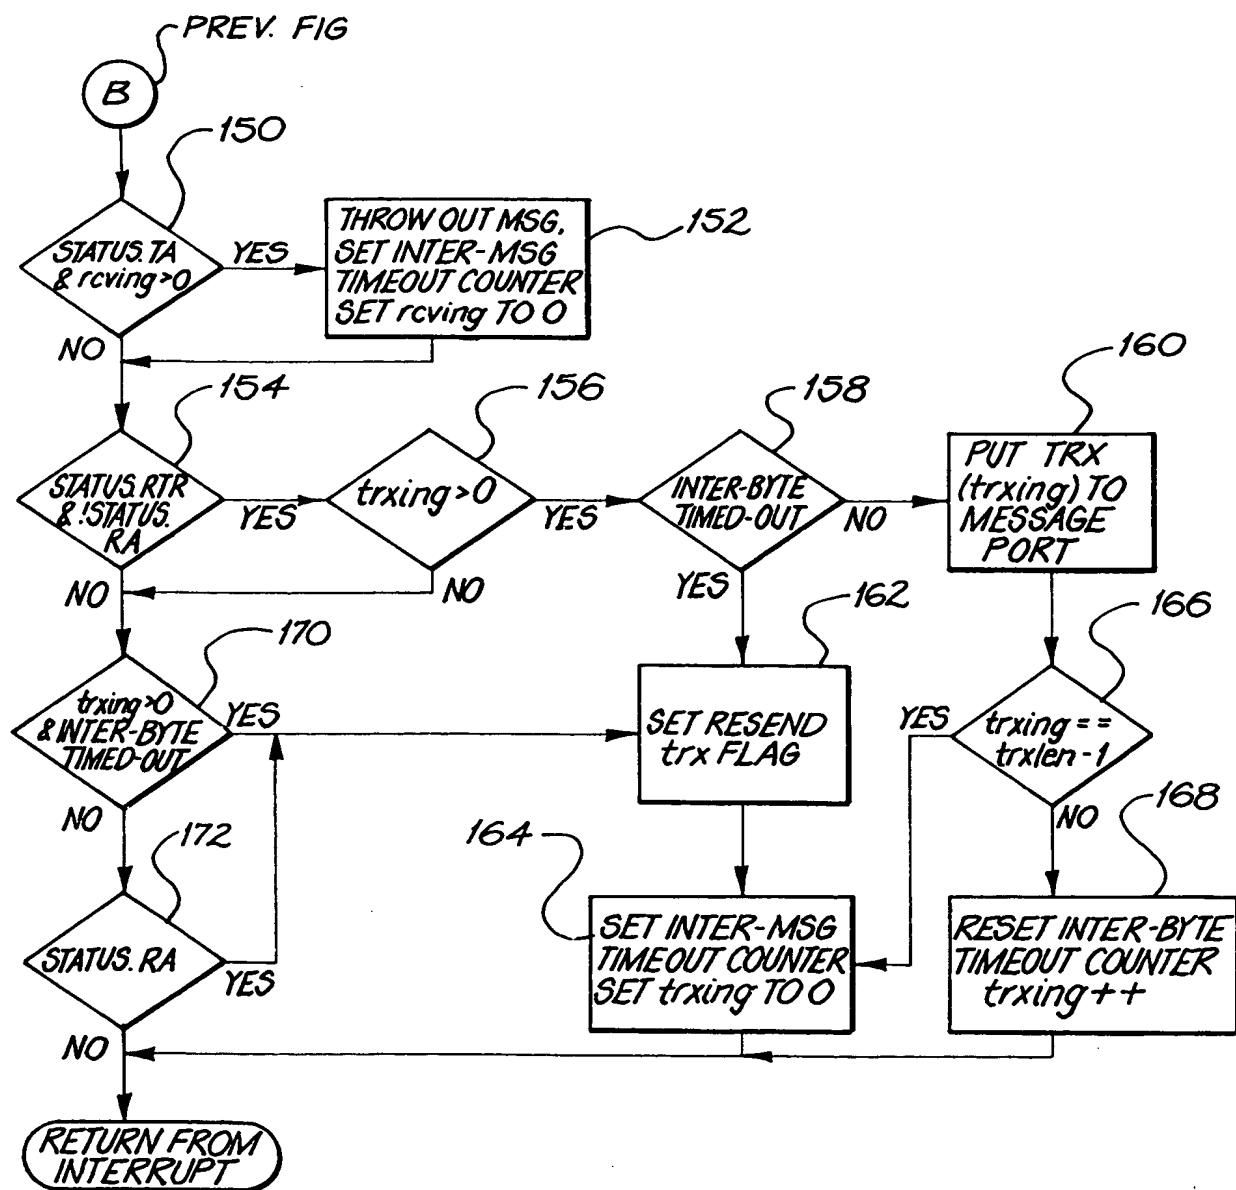 PREV. FIG
B
150
STATUS.TA
& rcving>0
YES
NO
THROW OUT MSG,
SET INTER-MSG
TIMEOUT COUNTER
SET rcving TO 0
152
154
STATUS.RTR
& !STATUS.
RA
YES
NO
156
trxing>0
YES
NO
158
INTER-BYTE
TIMED-OUT
NO
YES
160
PUT TRX
(trxing) TO
MESSAGE
PORT
170
trxing>0
& INTER-BYTE
TIMED-OUT
YES
NO
162
SET RESEND
trx FLAG
166
trxing ==
trxlen-1
YES
NO
172
STATUS.RA
YES
NO
164
SET INTER-MSG
TIMEOUT COUNTER
SET trxing TO 0
168
RESET INTER-BYTE
TIMEOUT COUNTER
trxing++
RETURN FROM
INTERRUPT